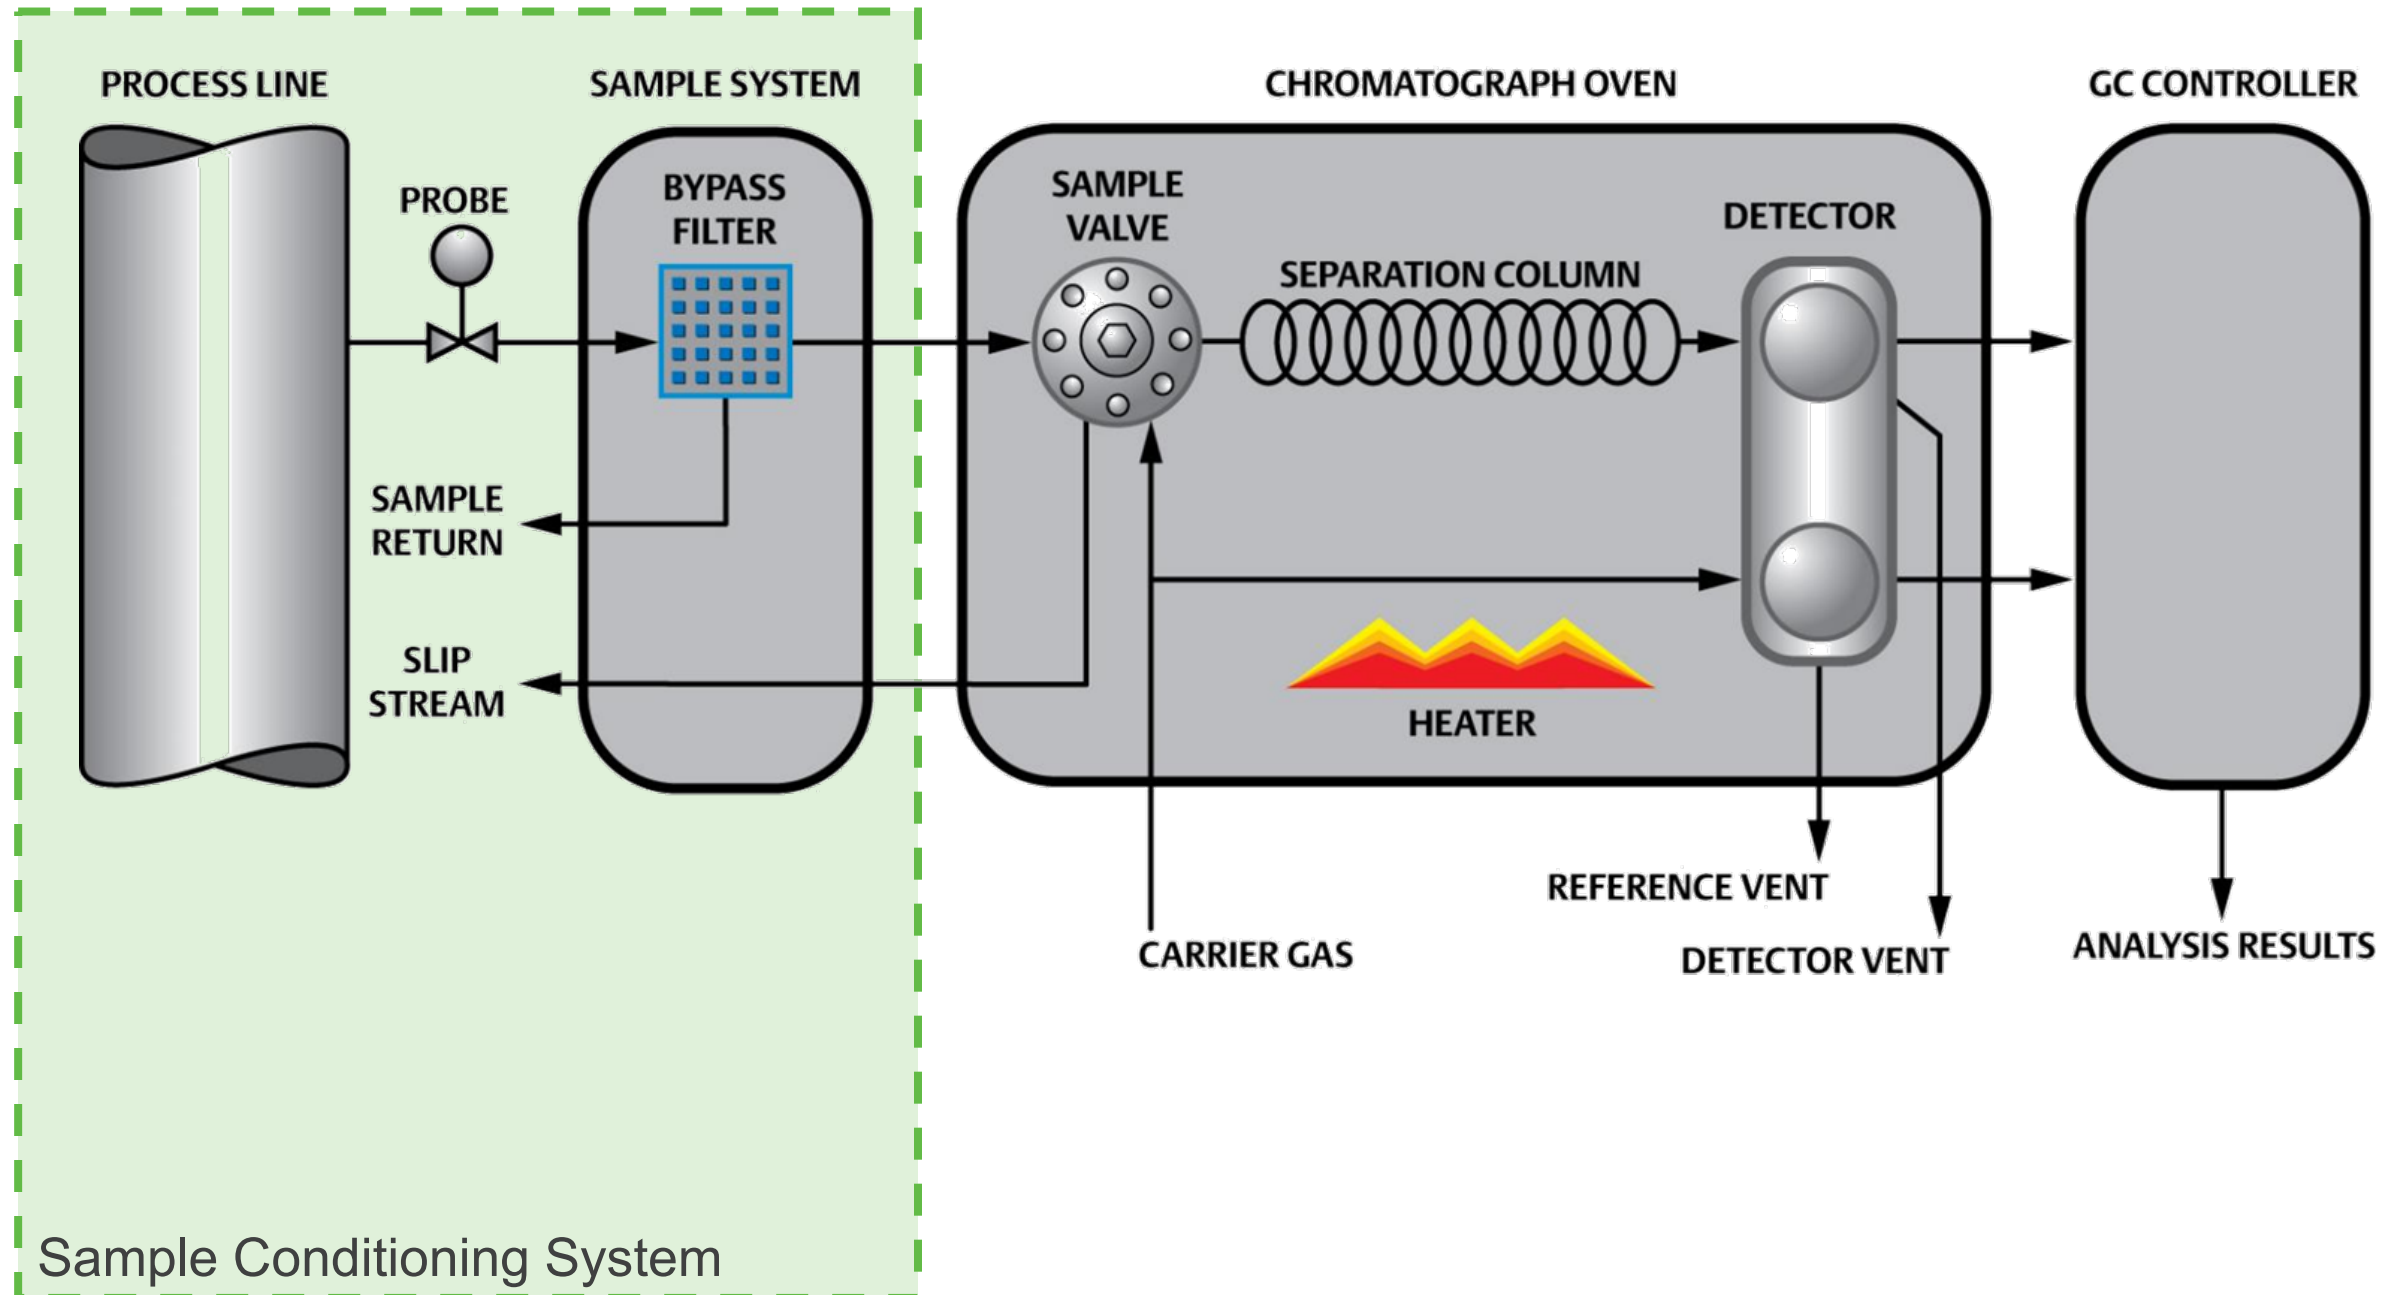 PROCESS LINE
SAMPLE SYSTEM
CHROMATOGRAPH OVEN
GC CONTROLLER
PROBE
BYPASS
FILTER
SAMPLE
VALVE
SEPARATION COLUMN
DETECTOR
SAMPLE
RETURN
SLIP
STREAM
HEATER
REFERENCE VENT
CARRIER GAS
DETECTOR VENT
ANALYSIS RESULTS
Sample Conditioning System